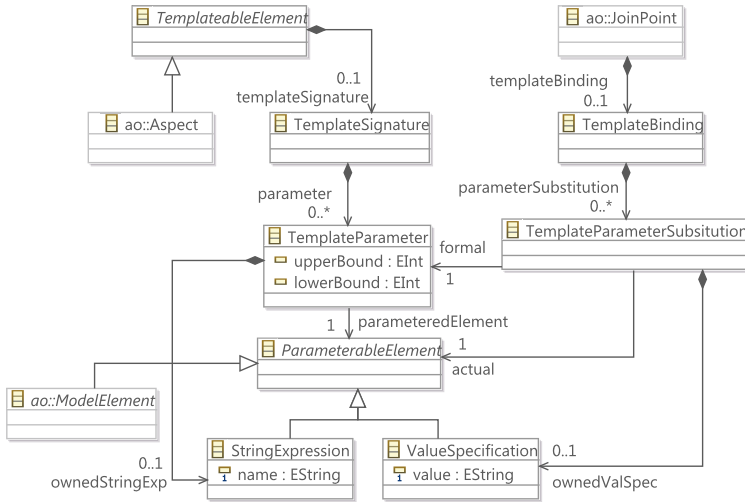 TemplateableElement
ao::JoinPoint
0..1
templateSignature
templateBinding
0..1
ao::Aspect
TemplateSignature
TemplateBinding
parameter
0..*
parameterSubstitution
0..*
TemplateParameter
upperBound : EInt
lowerBound : EInt
formal
1
TemplateParameterSubsitution
1
parameteredElement
ParameterableElement
1
actual
ao::ModelElement
StringExpression
1 name : EString
ValueSpecification
1 value : EString
0..1
ownedStringExp
0..1
ownedValSpec